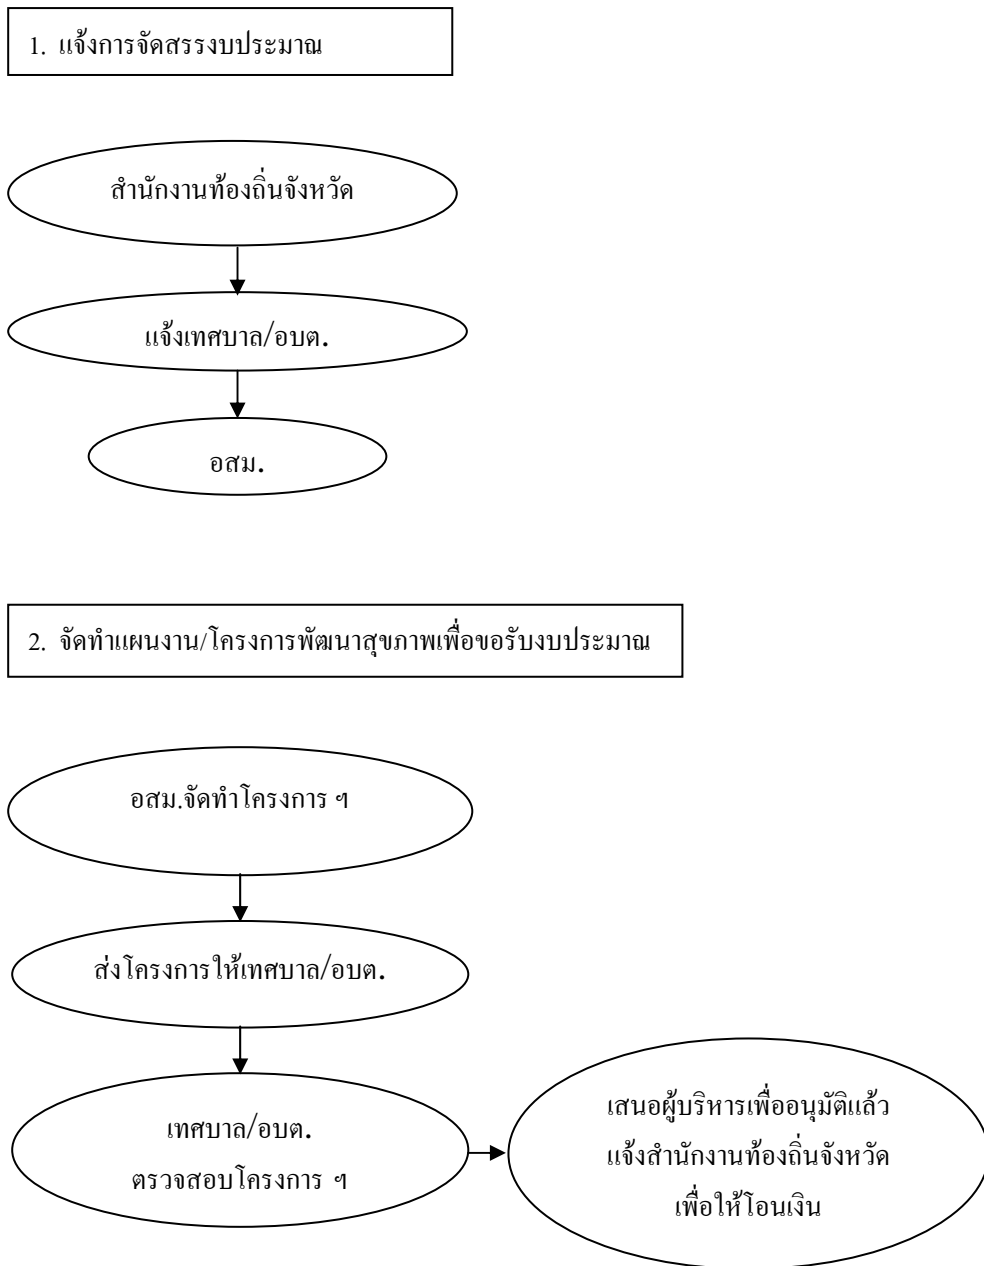 1. แจ้งการจัดสรรงบประมาณ
สำนักงานท้องถิ่นจังหวัด
แจ้งเทศบาล/อบต.
อสม.
2. จัดทำแผนงาน/โครงการพัฒนาสุขภาพเพื่อขอรับงบประมาณ
อสม.จัดทำโครงการ ฯ
ส่งโครงการให้เทศบาล/อบต.
เทศบาล/อบต.
ตรวจสอบโครงการ ฯ
เสนอผู้บริหารเพื่ออนุมัติแล้ว
แจ้งสำนักงานท้องถิ่นจังหวัด
เพื่อให้โอนเงิน